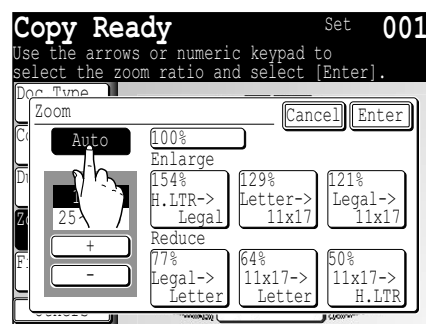 Copy Ready Set 001
Use the arrows or numeric keypad to
select the zoom ratio and select [Enter].
Zoom Cancel Enter
Auto 100%
Enlarge
154% 129% 121%
H.LTR-> Letter-> Legal->
Legal 11x17 11x17
25
Reduce
+
77% 64% 50%
Legal-> 11x17-> 11x17->
Letter Letter H.LTR
-